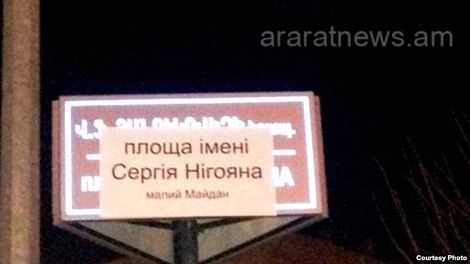 araratnews.am
площа імені
Сергія Нігояна
малий Майдан
Courtesy Photo